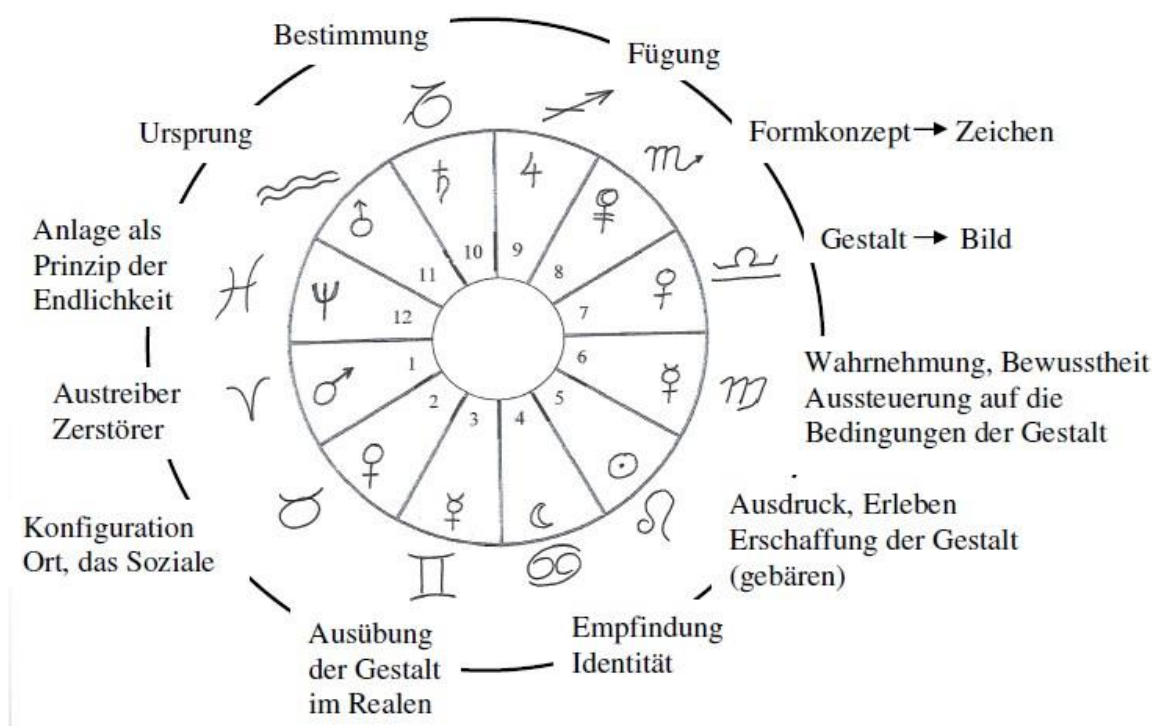 Bestimmung
Fügung
Ursprung
Formkonzept → Zeichen
Anlage als
Prinzip der
Endlichkeit
Gestalt → Bild
Austreiber
Zerstörer
Wahrnehmung, Bewusstheit
Aussteuerung auf die
Bedingungen der Gestalt
Konfiguration
Ort, das Soziale
Ausdruck, Erleben
Erschaffung der Gestalt
(gebären)
Ausübung
der Gestalt
im Realen
Empfindung
Identität
♑
♐
♏
♎
♍
♌
♋
♊
♉
♈
♓
♒
♄
♃
♀
☿
☉
☾
☿
♀
♂
♆
10
9
8
7
6
5
4
3
2
1
12
11